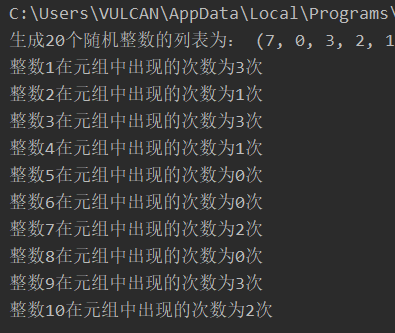 C:\Users\VULCAN\AppData\Local\Programs\
生成20个随机整数的列表为： (7, 0, 3, 2, 1
整数1在元组中出现的次数为3次
整数2在元组中出现的次数为1次
整数3在元组中出现的次数为3次
整数4在元组中出现的次数为1次
整数5在元组中出现的次数为0次
整数6在元组中出现的次数为0次
整数7在元组中出现的次数为2次
整数8在元组中出现的次数为0次
整数9在元组中出现的次数为3次
整数10在元组中出现的次数为2次